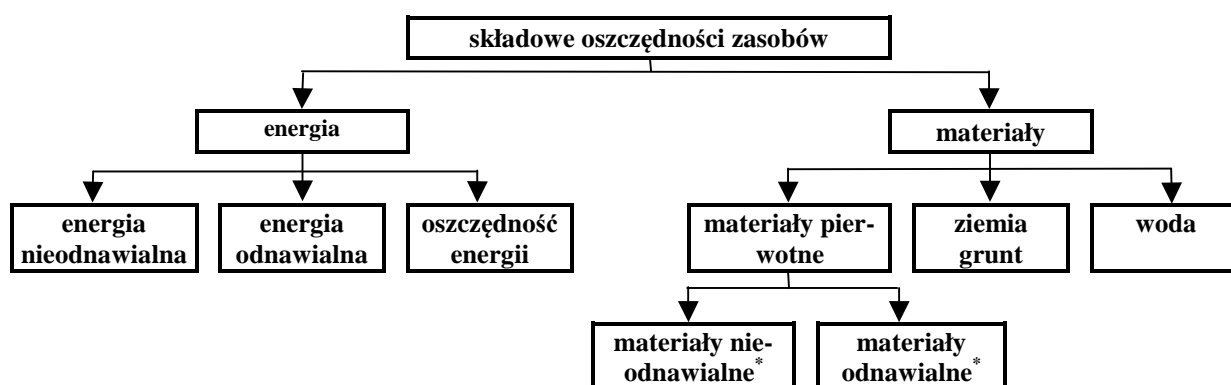 składowe oszczędności zasobów
energia
materiały
energia
nieodnawialna
energia
odnawialna
oszczędność
energii
materiały pier-
wotne
ziemia
grunt
woda
materiały nie-
odnawialne*
materiały
odnawialne*